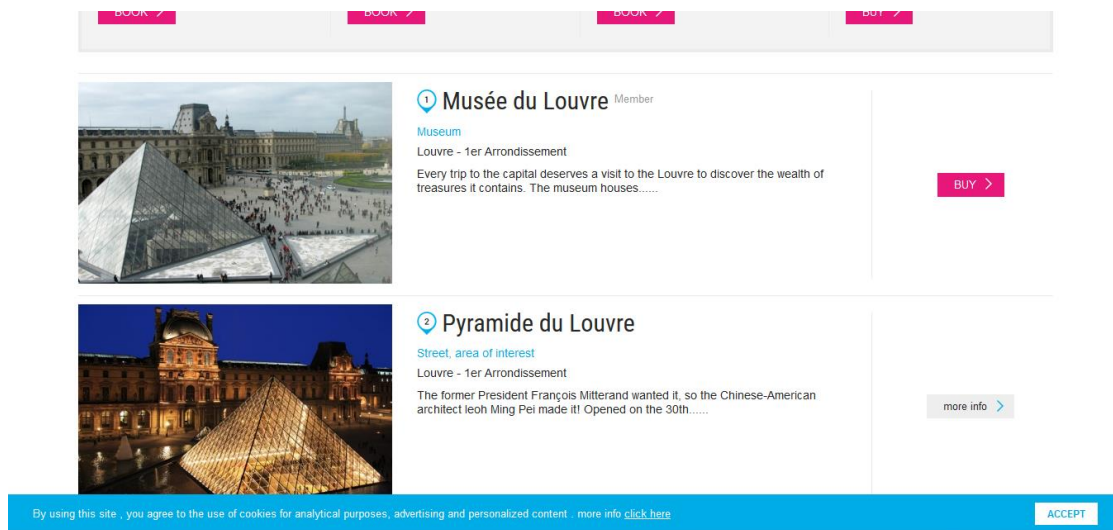 BOOK
BOOK
BOOK
BUY
1 Musée du Louvre Member
Museum
Louvre - 1er Arrondissement
Every trip to the capital deserves a visit to the Louvre to discover the wealth of
treasures it contains. The museum houses......
BUY
2 Pyramide du Louvre
Street, area of interest
Louvre - 1er Arrondissement
The former President François Mitterand wanted it, so the Chinese-American
architect Ieoh Ming Pei made it! Opened on the 30th......
more info
By using this site , you agree to the use of cookies for analytical purposes, advertising and personalized content . more info click here
ACCEPT